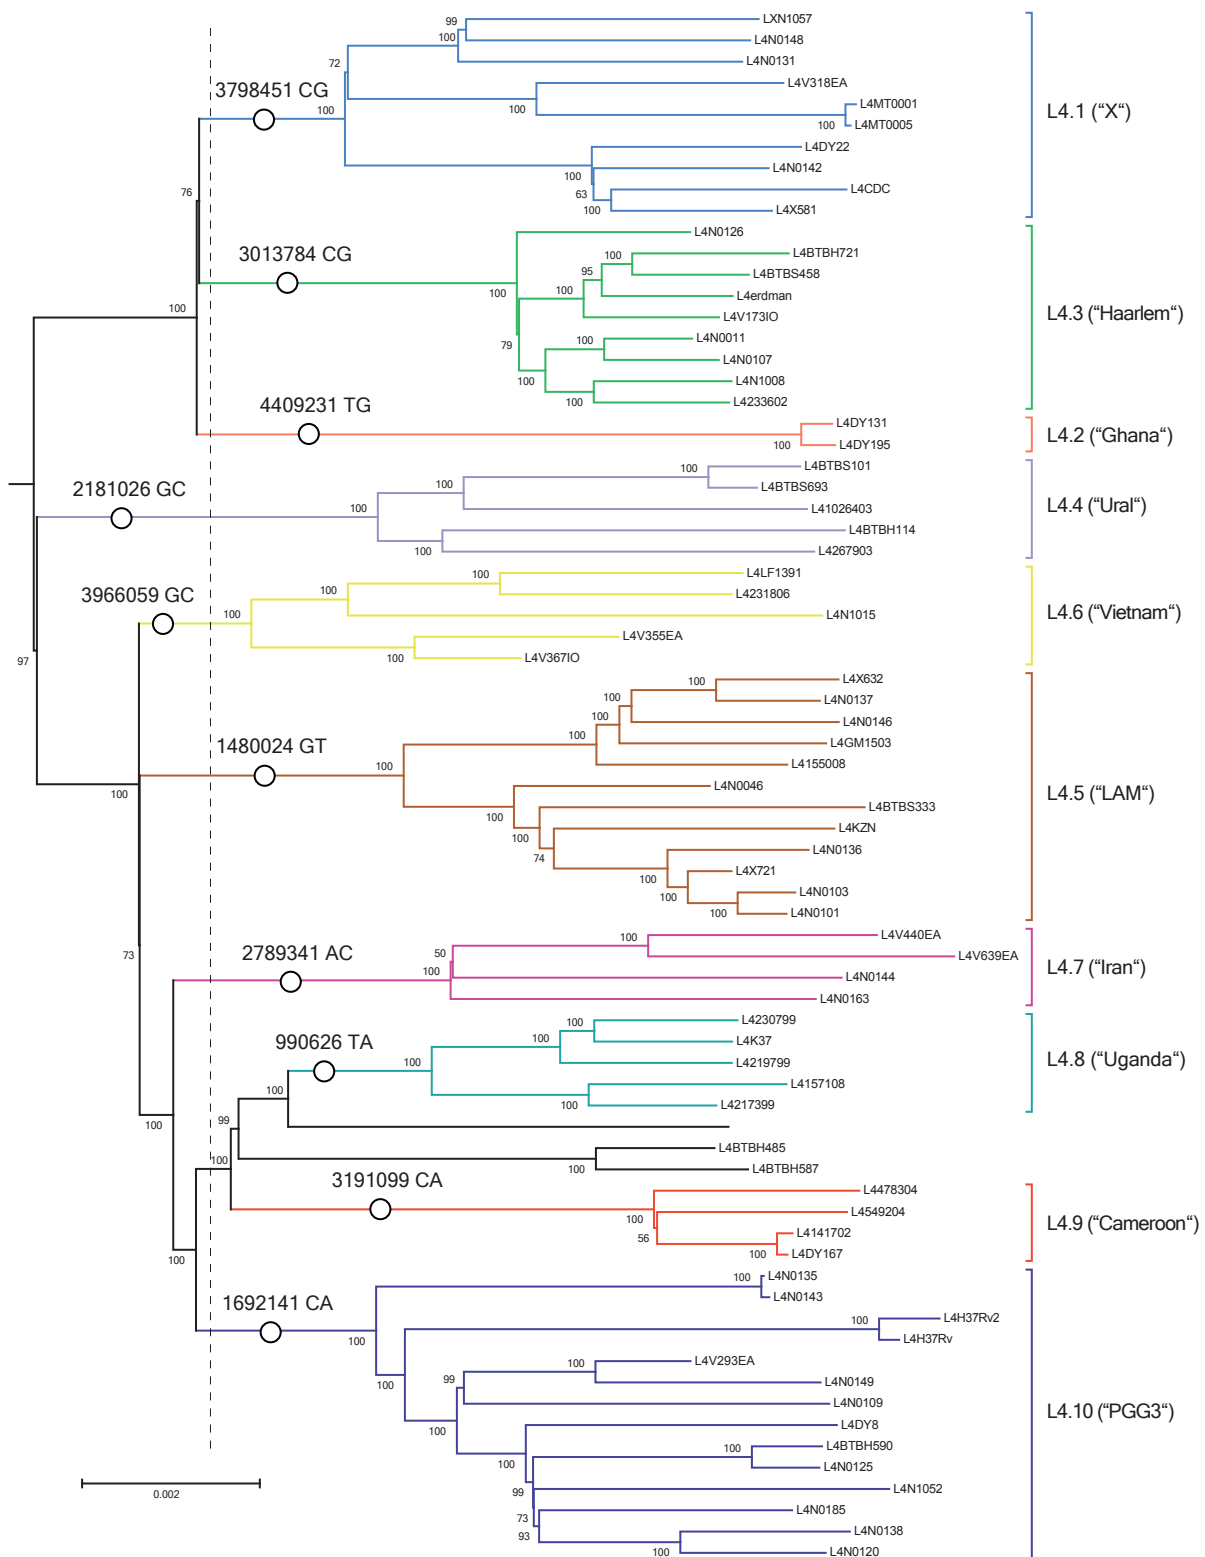 LXN1057
99
L4N0148
100
L4N0131
72
3798451 CG
L4V318EA
100
L4MT0001
100
L4MT0005
100
L4.1 (“X“)
L4DY22
L4N0142
100
L4CDC
63
L4X581
100
76
L4N0126
3013784 CG
L4BTBH721
100
L4BTBS458
95
L4erdman
100
100
L4V173IO
100
L4.3 (“Haarlem“)
L4N0011
100
79
L4N0107
L4N1008
100
L4233602
100
4409231 TG
L4DY131
L4DY195
100
L4.2 (“Ghana“)
L4BTBS101
100
L4BTBS693
100
2181026 GC
L41026403
100
L4.4 (“Ural“)
L4BTBH114
L4267903
100
L4LF1391
100
L4231806
100
3966059 GC
L4N1015
100
L4.6 (“Vietnam“)
L4V355EA
L4V367IO
100
97
L4X632
100
L4N0137
100
L4N0146
100
L4GM1503
100
1480024 GT
L4155008
100
L4N0046
100
L4.5 (“LAM“)
L4BTBS333
100
L4KZN
100
L4N0136
74
L4X721
100
L4N0103
100
L4N0101
100
73
L4V440EA
100
2789341 AC
L4V639EA
50
L4N0144
100
L4N0163
L4.7 (“Iran“)
L4230799
100
L4K37
100
990626 TA
L4219799
100
L4157108
100
L4217399
100
L4.8 (“Uganda“)
99
100
L4BTBH485
100
L4BTBH587
100
3191099 CA
L4478304
L4549204
100
L4141702
56
L4DY167
100
100
L4.9 (“Cameroon“)
L4N0135
100
L4N0143
1692141 CA
L4H37Rv2
100
L4H37Rv
100
L4V293EA
100
L4N0149
99
100
L4N0109
L4.10 (“PGG3“)
L4DY8
100
L4BTBH590
100
L4N0125
100
L4N1052
99
L4N0185
73
L4N0138
93
L4N0120
100
0.002